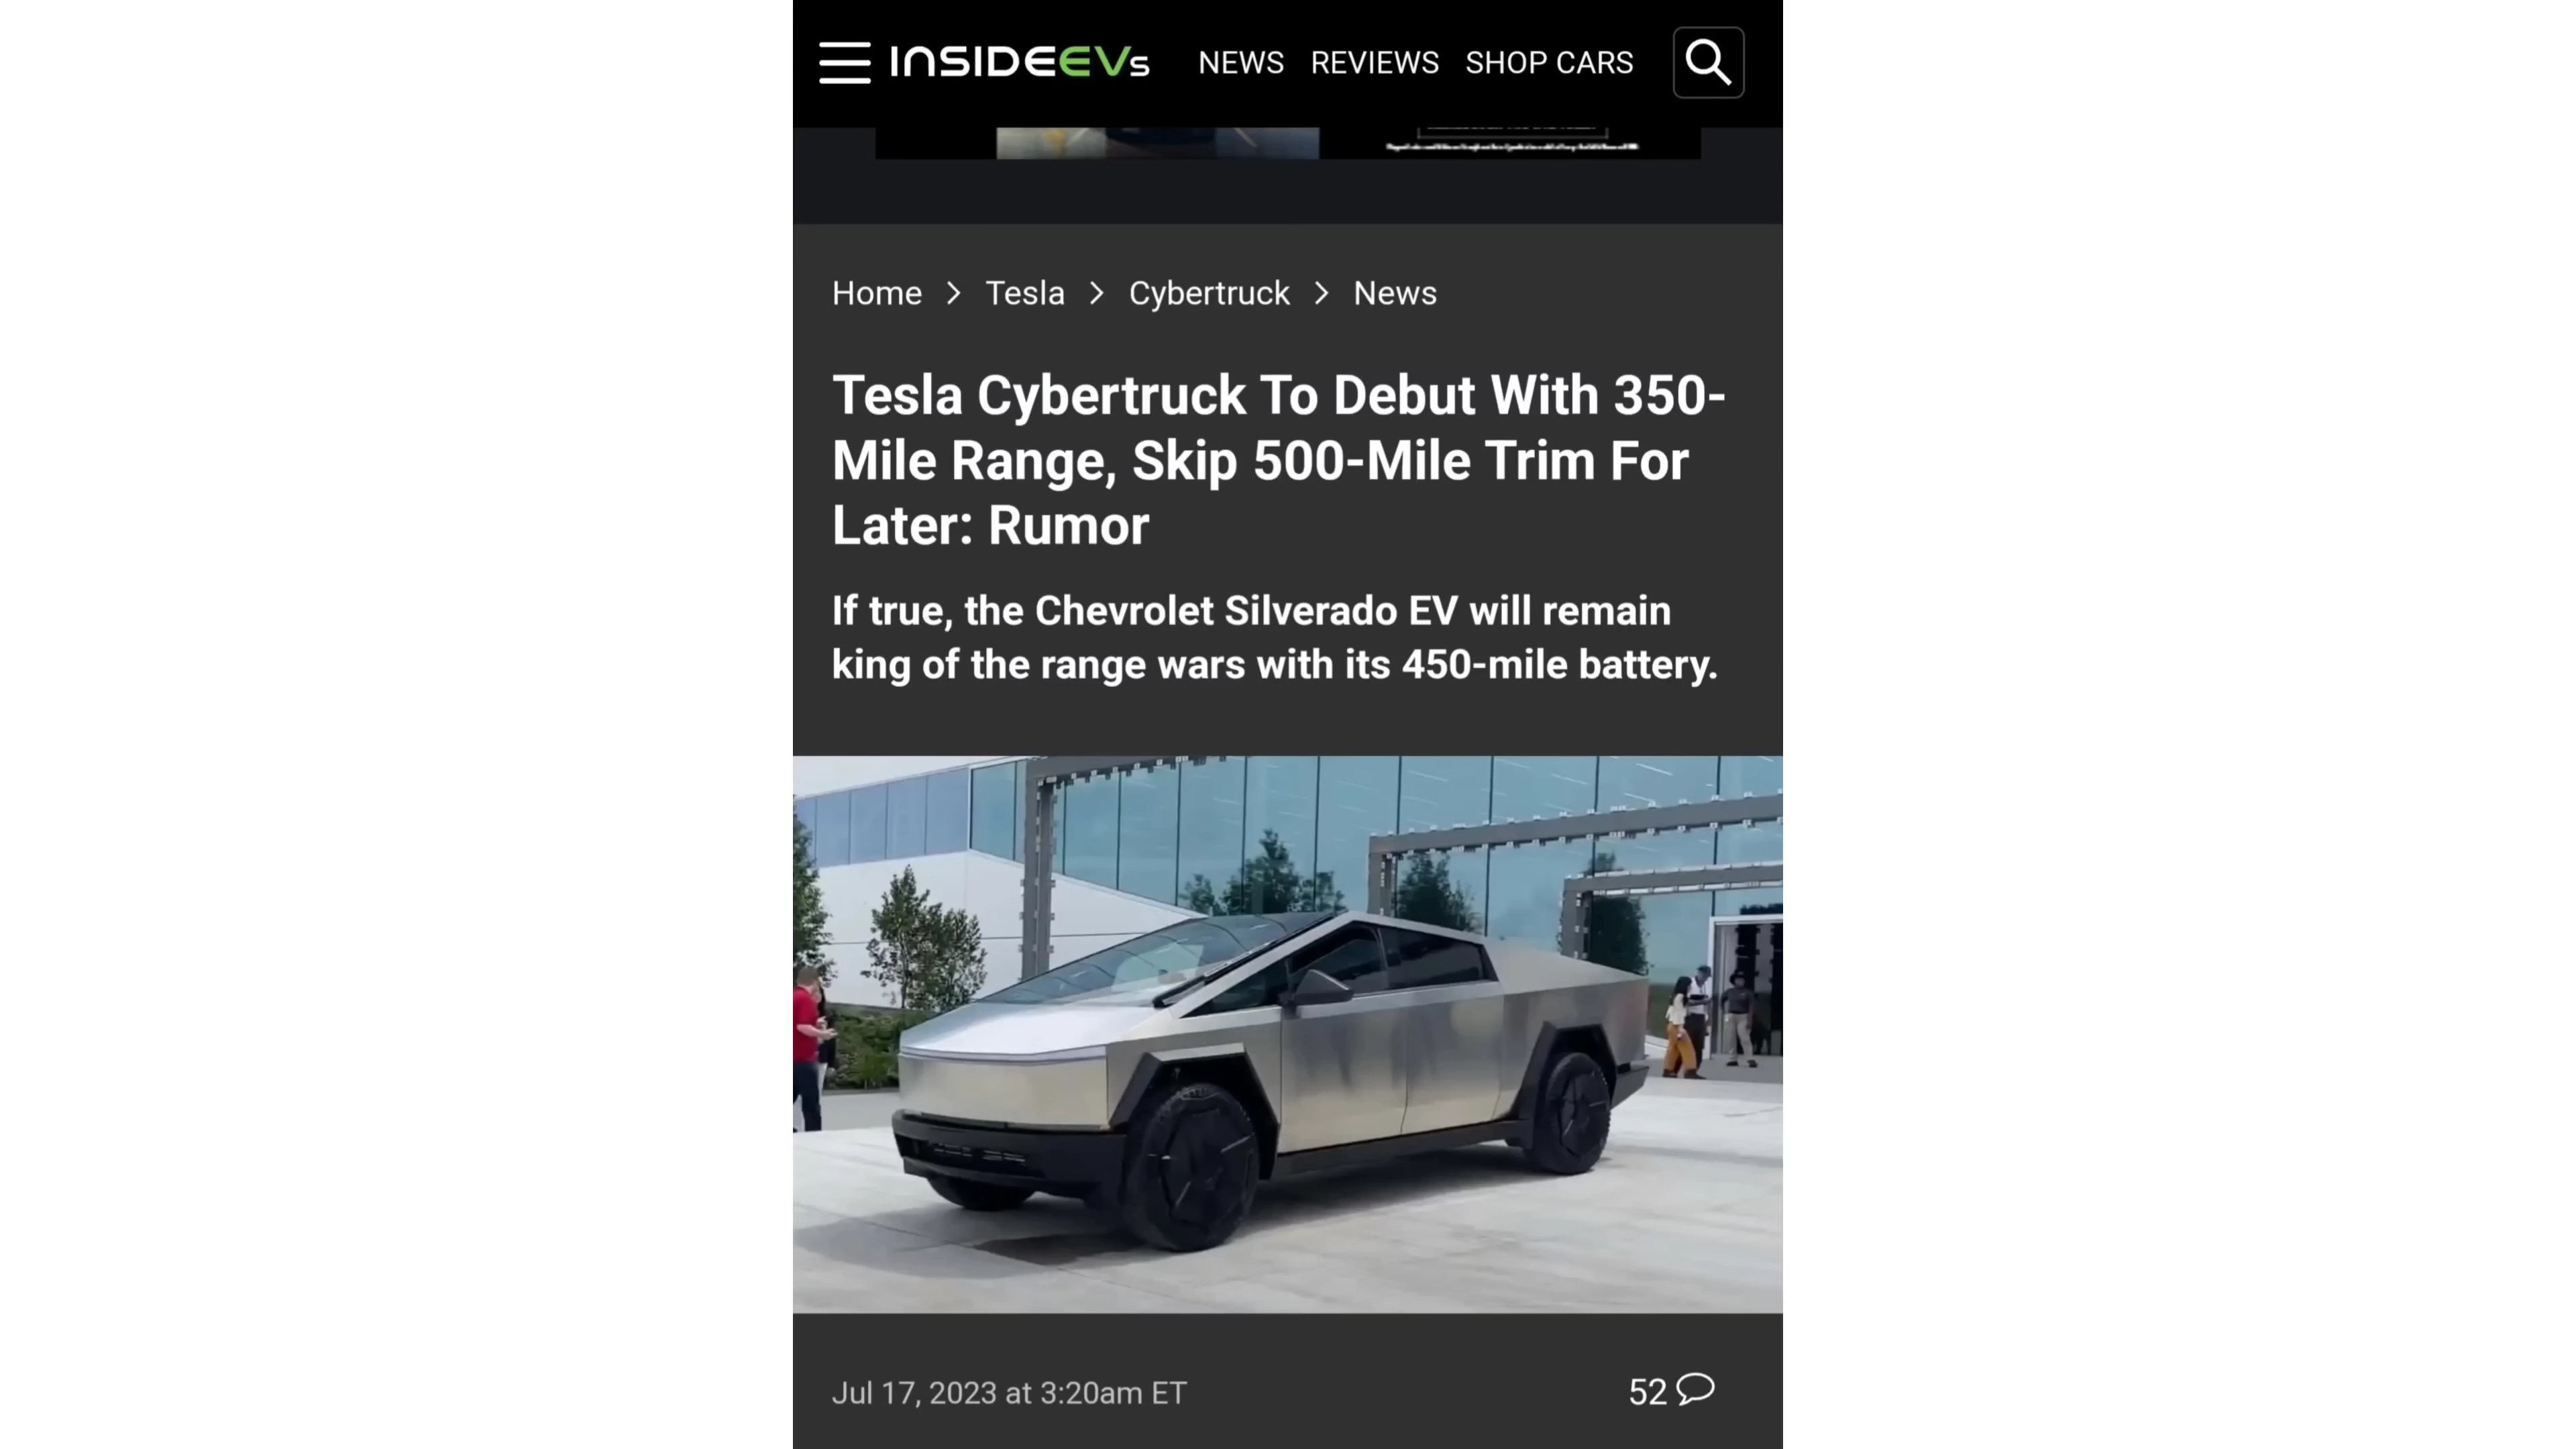 INSIDEEVs NEWS REVIEWS SHOP CARS
Home > Tesla > Cybertruck > News
Tesla Cybertruck To Debut With 350-
Mile Range, Skip 500-Mile Trim For
Later: Rumor
If true, the Chevrolet Silverado EV will remain
king of the range wars with its 450-mile battery.
Jul 17, 2023 at 3:20am ET 52